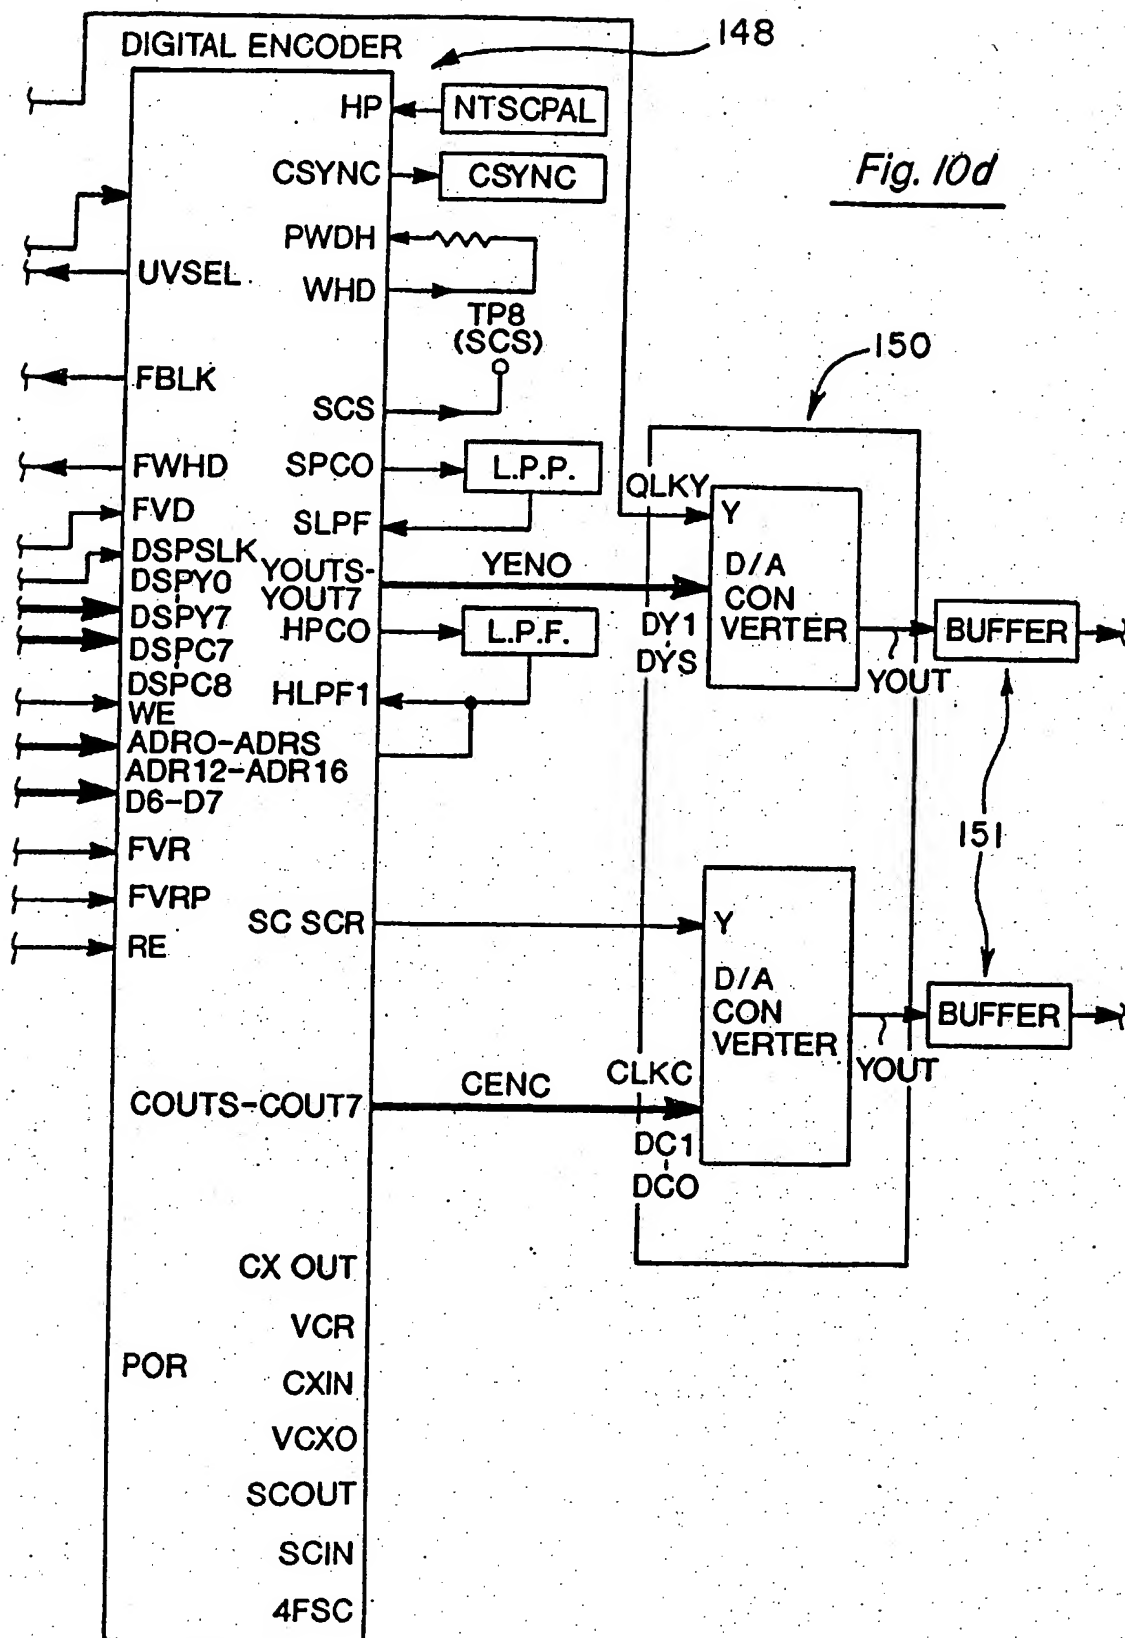 DIGITAL ENCODER
148
HP
NTSCPAL
CSYNC
CSYNC
Fig. 10d
PWDH
UVSEL
WHD
TP8
(SCS)
150
FBLK
SCS
FWHD
SPCO
L.P.P.
QLKY
Y
FVD
SLPF
DSPSLK
DSPY0
DSPY7
YOUTS-
YOUT7
YENO
D/A
CON
VERTER
DSPC7
HPCO
L.P.F.
DY1
DYS
BUFFER
YOUT
DSPC8
WE
HLPF1
ADRO-ADRS
ADR12-ADR16
D6-D7
FVR
151
FVRP
SC SCR
Y
RE
D/A
CON
VERTER
BUFFER
YOUT
CLKC
COUTS-COUT7
CENC
DC1
DCO
CX OUT
VCR
POR
CXIN
VCXO
SCOUT
SCIN
4FSC